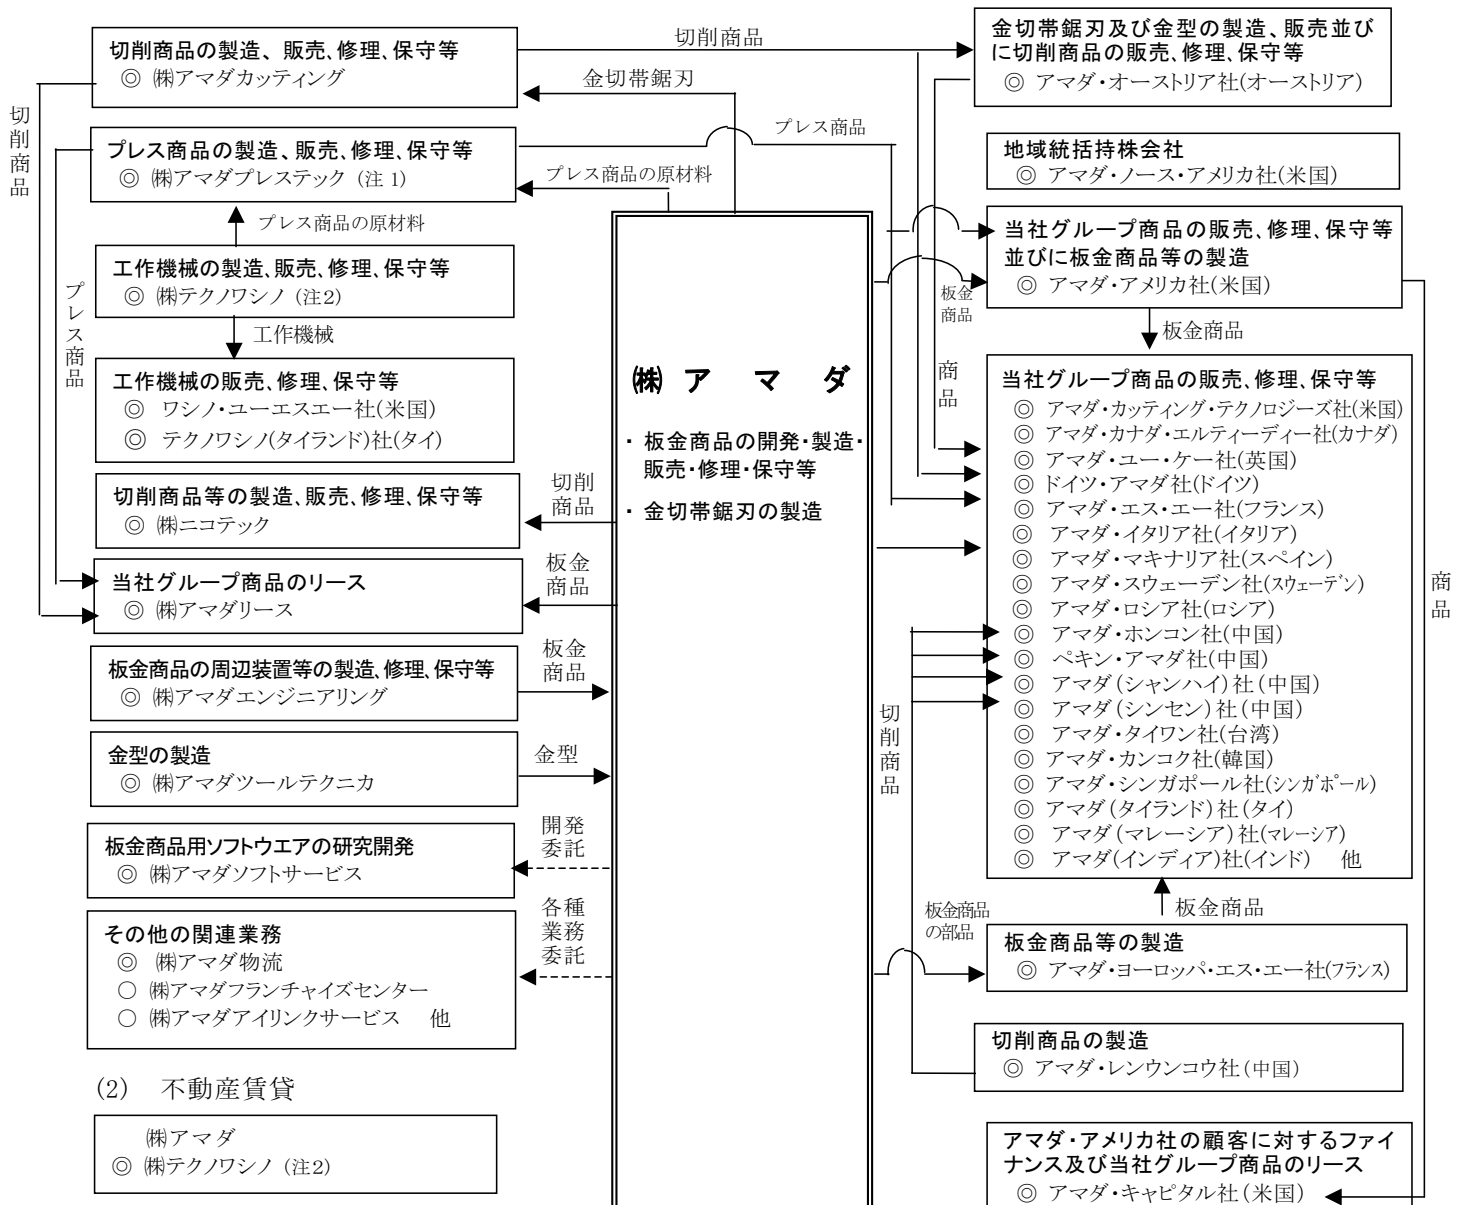 切削商品の製造、販売、修理、保守等
◎ ㈱アマダカッティング
切削商品
金切帯鋸刃
切削商品
プレス商品の製造、販売、修理、保守等
◎ ㈱アマダプレステック (注1)
プレス商品
プレス商品の原材料
プレス商品の原材料
工作機械の製造、販売、修理、保守等
◎ ㈱テクノワシノ (注2)
プレス商品
工作機械
工作機械の販売、修理、保守等
◎ ワシノ・ユーエスエー社(米国)
◎ テクノワシノ(タイランド)社(タイ)
切削商品等の製造、販売、修理、保守等
◎ ㈱ニコテック
切削
商品
当社グループ商品のリース
◎ ㈱アマダリース
板金
商品
板金商品の周辺装置等の製造、修理、保守等
◎ ㈱アマダエンジニアリング
板金
商品
金型の製造
◎ ㈱アマダツールテクニカ
金型
板金商品用ソフトウエアの研究開発
◎ ㈱アマダソフトサービス
開発
委託
その他の関連業務
◎ ㈱アマダ物流
○ ㈱アマダフランチャイズセンター
○ ㈱アマダアイリンクサービス 他
各種
業務
委託
(2) 不動産賃貸
㈱アマダ
◎ ㈱テクノワシノ (注2)
㈱ ア マ ダ
・ 板金商品の開発・製造・
販売・修理・保守等
・ 金切帯鋸刃の製造
金切帯鋸刃及び金型の製造、販売並び
に切削商品の販売、修理、保守等
◎ アマダ・オーストリア社(オーストリア)
地域統括持株会社
◎ アマダ・ノース・アメリカ社(米国)
当社グループ商品の販売、修理、保守等
並びに板金商品等の製造
◎ アマダ・アメリカ社(米国)
板金
商品
板金商品
商品
当社グループ商品の販売、修理、保守等
◎ アマダ・カッティング・テクノロジーズ社(米国)
◎ アマダ・カナダ・エルティーディー社(カナダ)
◎ アマダ・ユー・ケー社(英国)
◎ ドイツ・アマダ社(ドイツ)
◎ アマダ・エス・エー社(フランス)
◎ アマダ・イタリア社(イタリア)
◎ アマダ・マキナリア社(スペイン)
◎ アマダ・スウェーデン社(スウェーデン)
◎ アマダ・ロシア社(ロシア)
◎ アマダ・ホンコン社(中国)
◎ ペキン・アマダ社(中国)
◎ アマダ(シャンハイ)社(中国)
◎ アマダ(シンセン)社(中国)
◎ アマダ・タイワン社(台湾)
◎ アマダ・カンコク社(韓国)
◎ アマダ・シンガポール社(シンガポール)
◎ アマダ(タイランド)社(タイ)
◎ アマダ(マレーシア)社(マレーシア)
◎ アマダ(インディア)社(インド) 他
商品
切削商品
板金商品
板金商品
の部品
板金商品等の製造
◎ アマダ・ヨーロッパ・エス・エー社(フランス)
切削商品の製造
◎ アマダ・レンウンコウ社(中国)
アマダ・アメリカ社の顧客に対するファイ
ナンス及び当社グループ商品のリース
◎ アマダ・キャピタル社(米国)